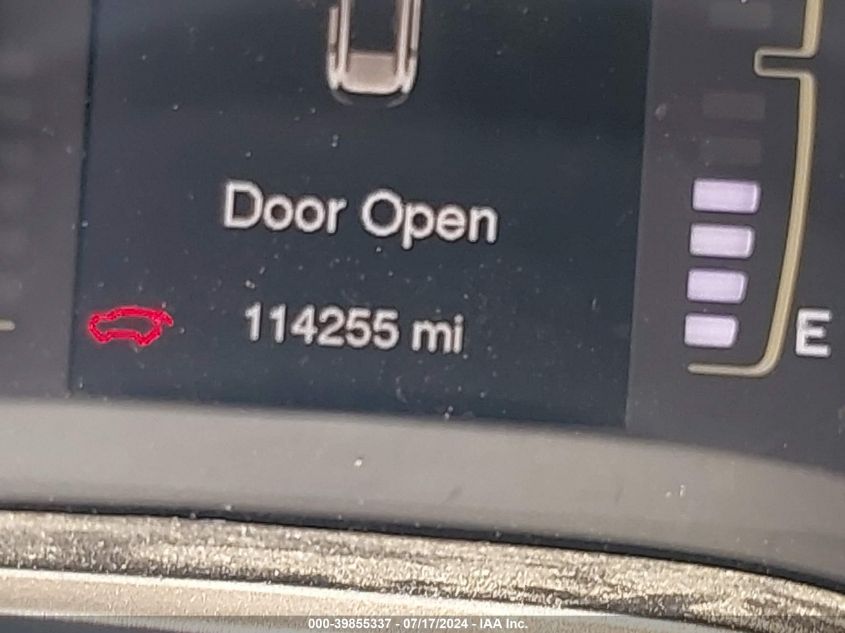 Door Open
114255 mi
E
000-39855337 - 07/17/2024 - IAA Inc.